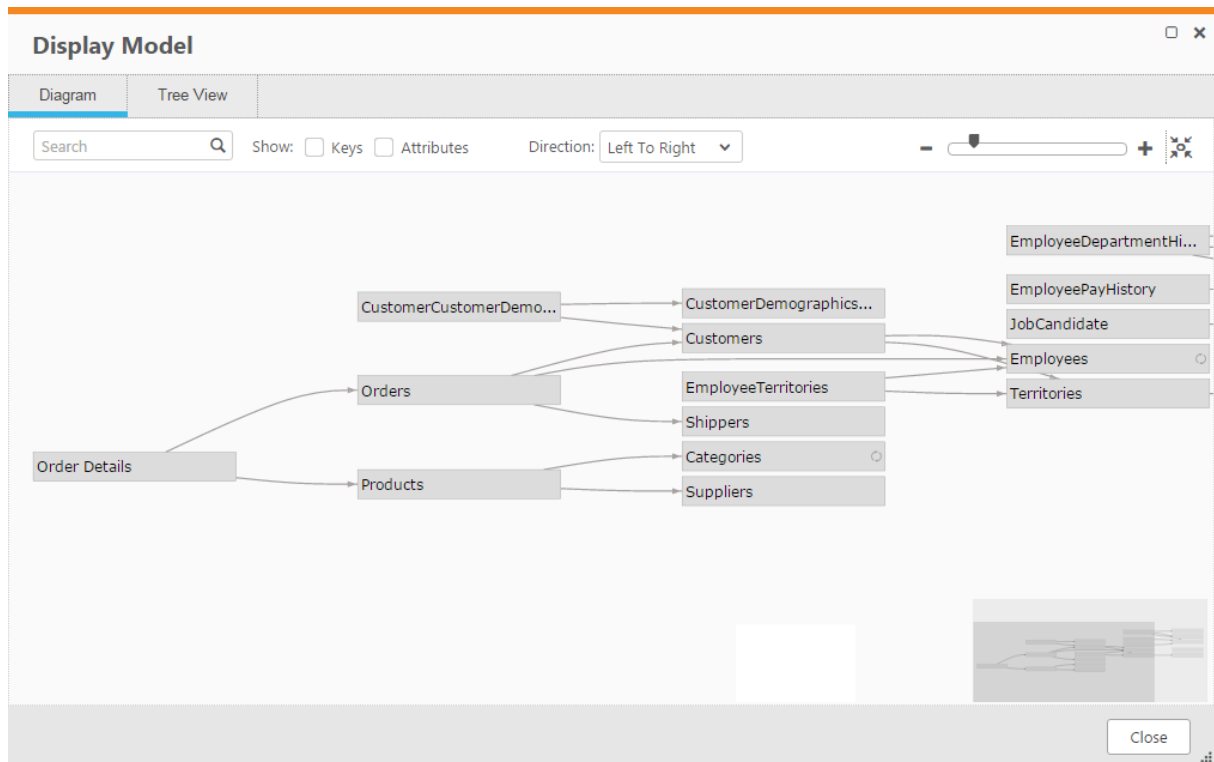 Display Model
Diagram
Tree View
Search
Show:
Keys
Attributes
Direction:
Left To Right
EmployeeDepartmentHi...
EmployeePayHistory
CustomerCustomerDemo...
CustomerDemographics...
JobCandidate
Customers
Employees
Orders
EmployeeTerritories
Territories
Shippers
Order Details
Categories
Products
Suppliers
Close